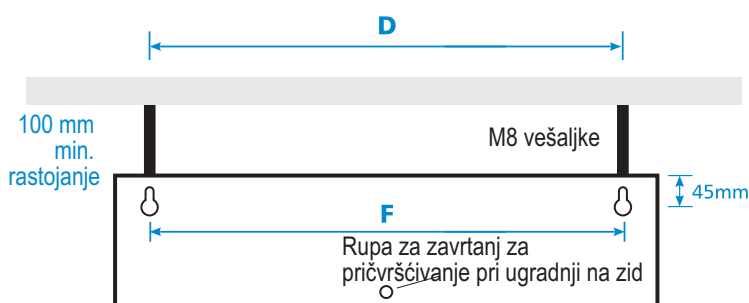 D
100 mm
min.
rastojanje
M8 vešaljke
45mm
F
Rupa za zavrtanj za
pričvršćivanje pri ugradnji na zid